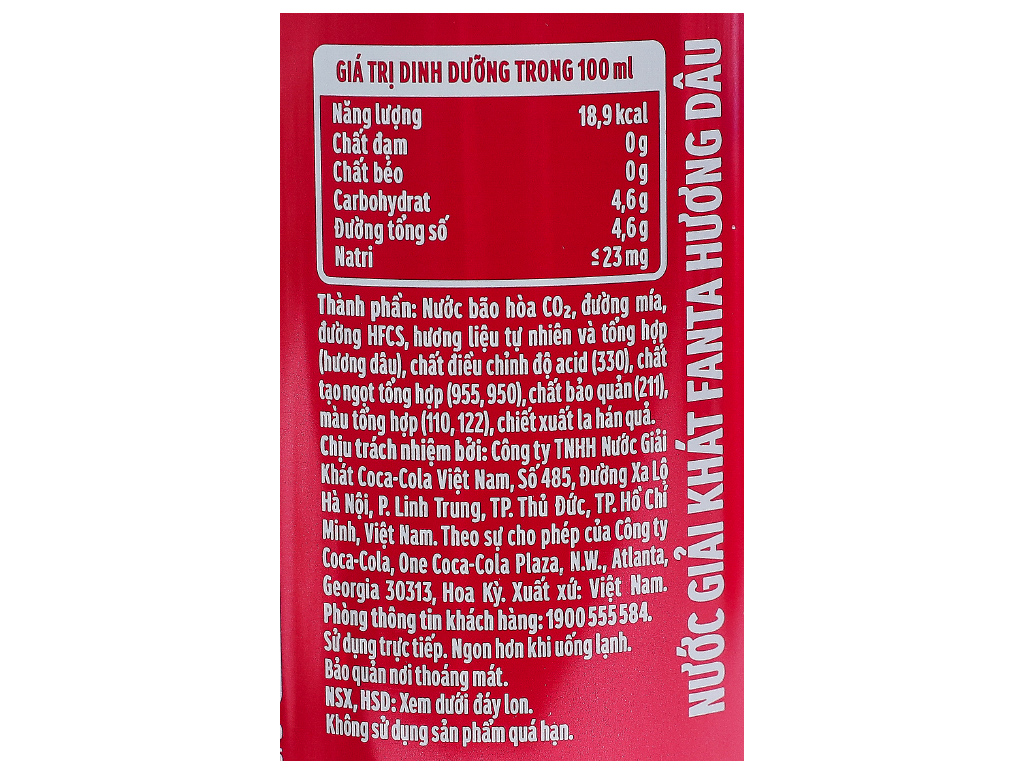 GIÁ TRỊ DINH DƯỠNG TRONG 100 ml
Năng lượng 18,9 kcal
Chất đạm 0 g
Chất béo 0 g
Carbohydrat 4,6 g
Đường tổng số 4,6 g
Natri ≤ 23 mg
Thành phần: Nước bão hòa CO₂, đường mía,
đường HFCS, hương liệu tự nhiên và tổng hợp
(hương dâu), chất điều chỉnh độ acid (330), chất
tạo ngọt tổng hợp (955, 950), chất bảo quản (211),
màu tổng hợp (110, 122), chiết xuất la hán quả.
Chịu trách nhiệm bởi: Công ty TNHH Nước Giải
Khát Coca-Cola Việt Nam, Số 485, Đường Xa Lộ
Hà Nội, P. Linh Trung, TP. Thủ Đức, TP. Hồ Chí
Minh, Việt Nam. Theo sự cho phép của Công ty
Coca-Cola, One Coca-Cola Plaza, N.W., Atlanta,
Georgia 30313, Hoa Kỳ. Xuất xứ: Việt Nam.
Phòng thông tin khách hàng: 1900 555 584.
Sử dụng trực tiếp. Ngon hơn khi uống lạnh.
Bảo quản nơi thoáng mát.
NSX, HSD: Xem dưới đáy lon.
Không sử dụng sản phẩm quá hạn.
NƯỚC GIẢI KHÁT FANTA HƯƠNG DÂU